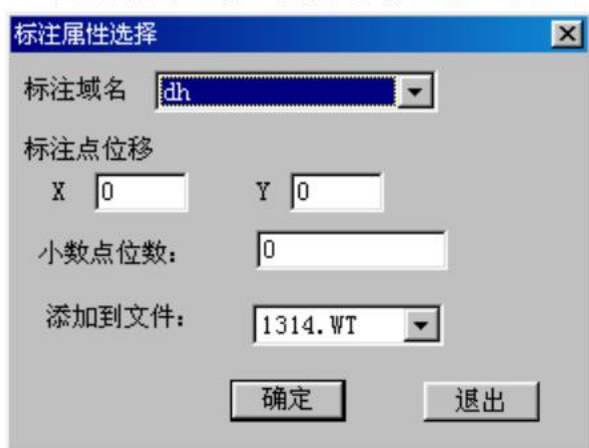 标注属性选择
标注域名 dh
标注点位移
X 0 Y 0
小数点位数： 0
添加到文件： 1314.WT
确定 退出